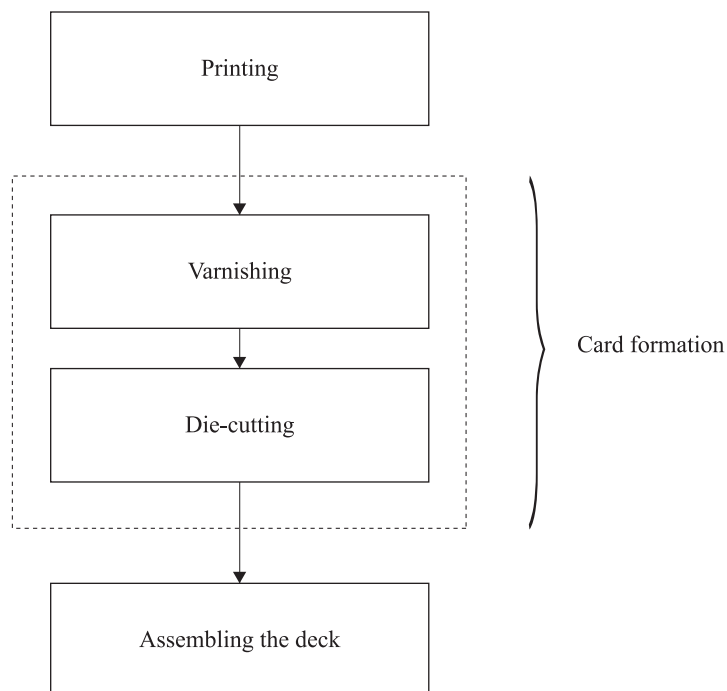 Printing
Varnishing
Card formation
Die-cutting
Assembling the deck